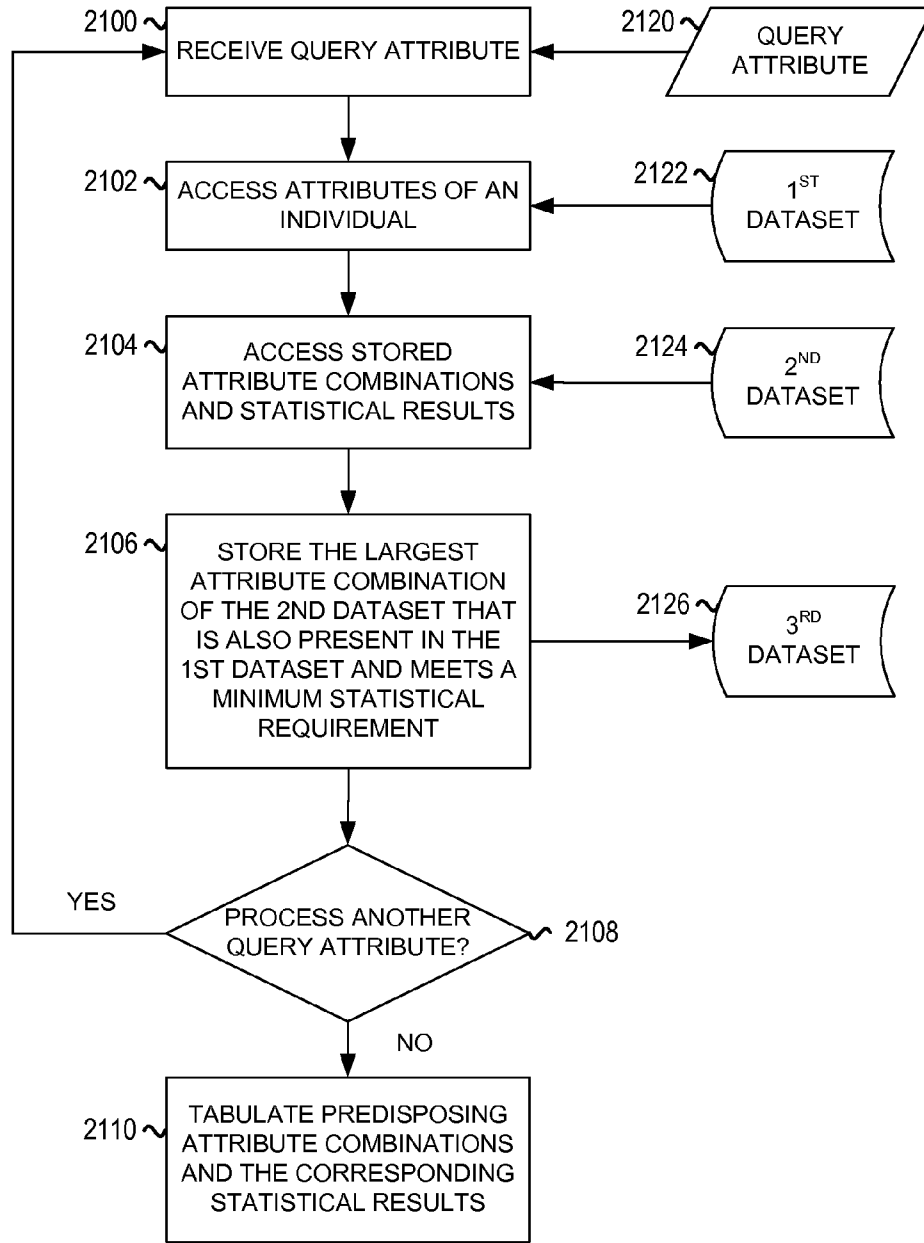 2100
RECEIVE QUERY ATTRIBUTE
2120
QUERY
ATTRIBUTE
2102
ACCESS ATTRIBUTES OF AN
INDIVIDUAL
2122
1ST
DATASET
2104
ACCESS STORED
ATTRIBUTE COMBINATIONS
AND STATISTICAL RESULTS
2124
2ND
DATASET
2106
STORE THE LARGEST
ATTRIBUTE COMBINATION
OF THE 2ND DATASET THAT
IS ALSO PRESENT IN THE
1ST DATASET AND MEETS A
MINIMUM STATISTICAL
REQUIREMENT
2126
3RD
DATASET
YES
PROCESS ANOTHER
QUERY ATTRIBUTE?
2108
NO
2110
TABULATE PREDISPOSING
ATTRIBUTE COMBINATIONS
AND THE CORRESPONDING
STATISTICAL RESULTS